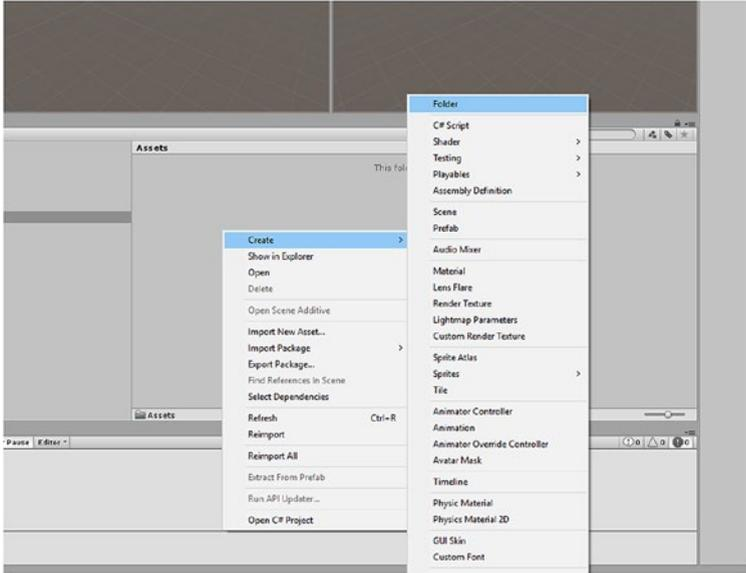 Assets
This fol
Create
Show in Explorer
Open
Delete
Open Scene Additive
Import New Asset...
Import Package
Export Package...
Find References In Scene
Select Dependencies
Refresh Ctrl+R
Reimport
Reimport All
Extract From Prefab
Run API Updater...
Open C# Project
Folder
C# Script
Shader
Testing
Playables
Assembly Definition
Scene
Prefab
Audio Mixer
Material
Lens Flare
Render Texture
Lightmap Parameters
Custom Render Texture
Sprite Atlas
Sprites
Tile
Animator Controller
Animation
Animator Override Controller
Avatar Mask
Timeline
Physic Material
Physics Material 2D
GUI Skin
Custom Font
Assets
Pause Editor
0 0 0